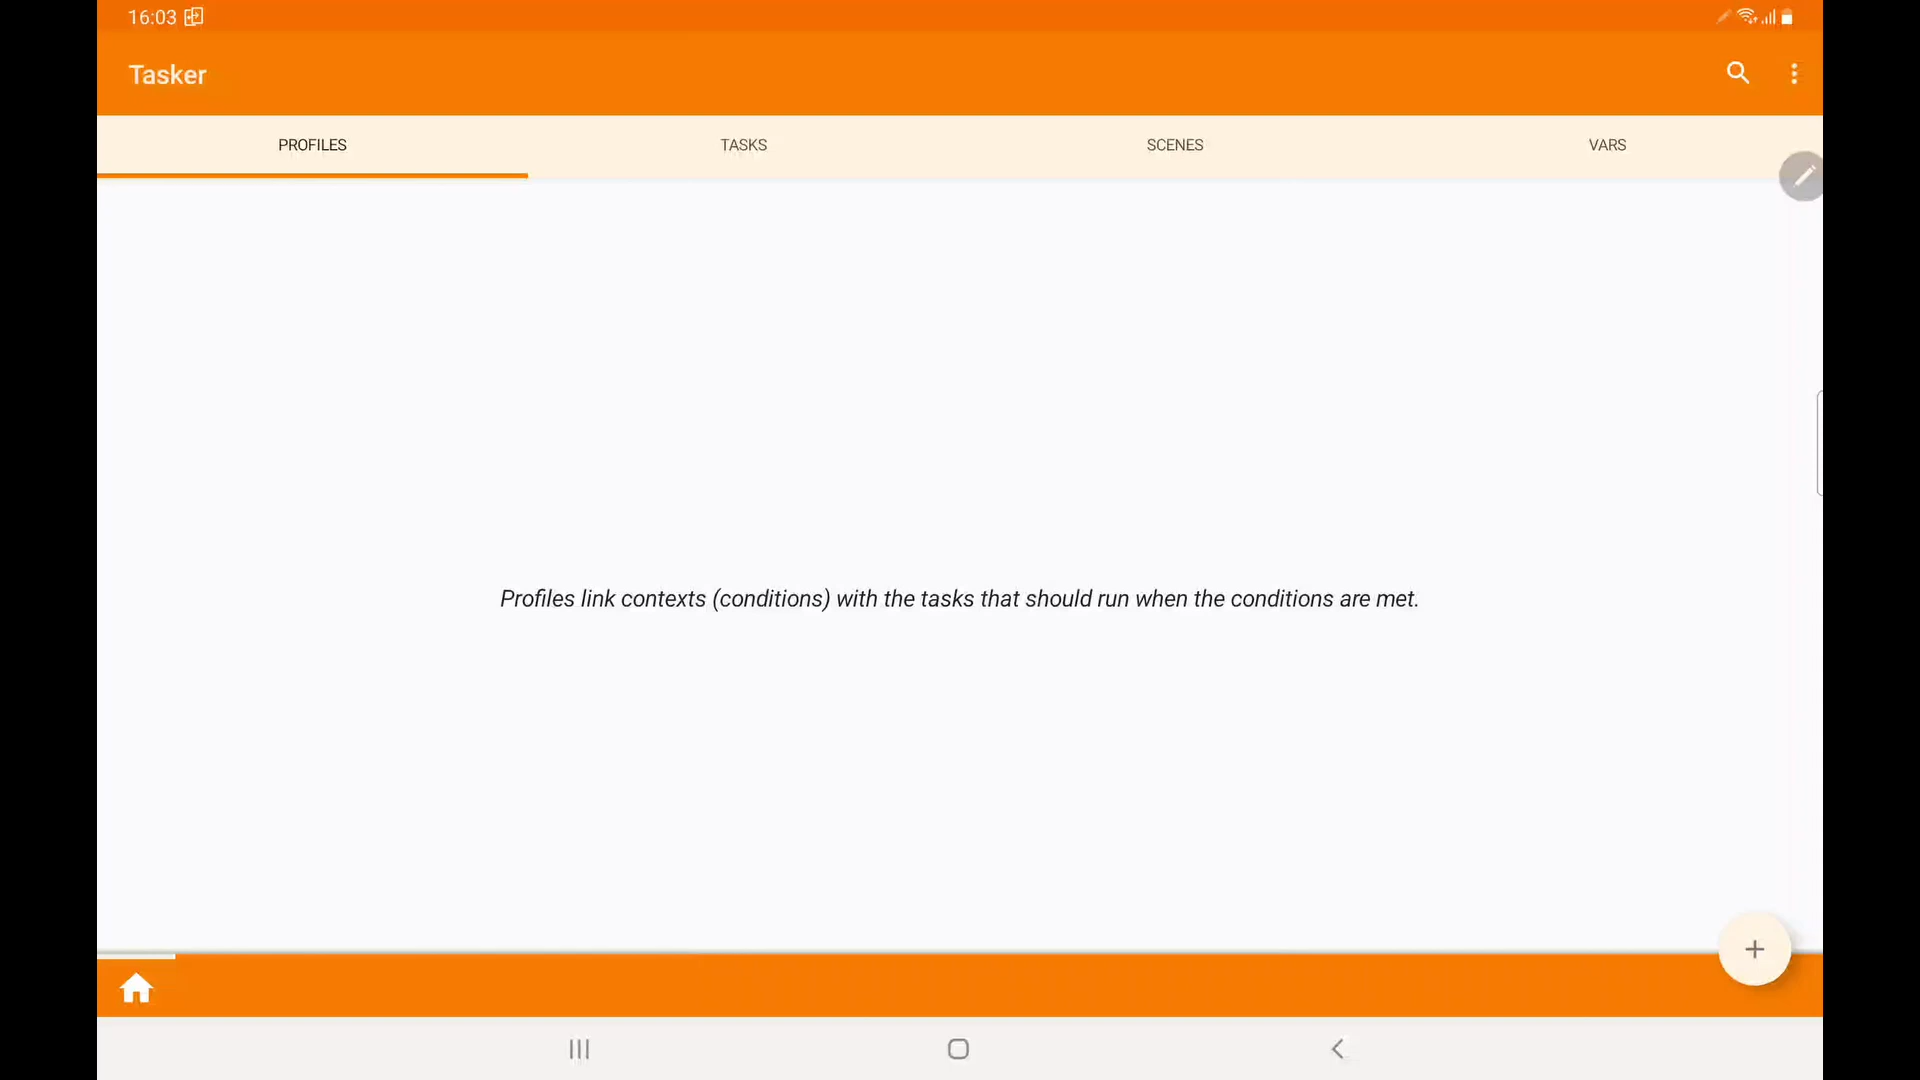 16:03
Tasker
PROFILES
TASKS
SCENES
VARS
Profiles link contexts (conditions) with the tasks that should run when the conditions are met.